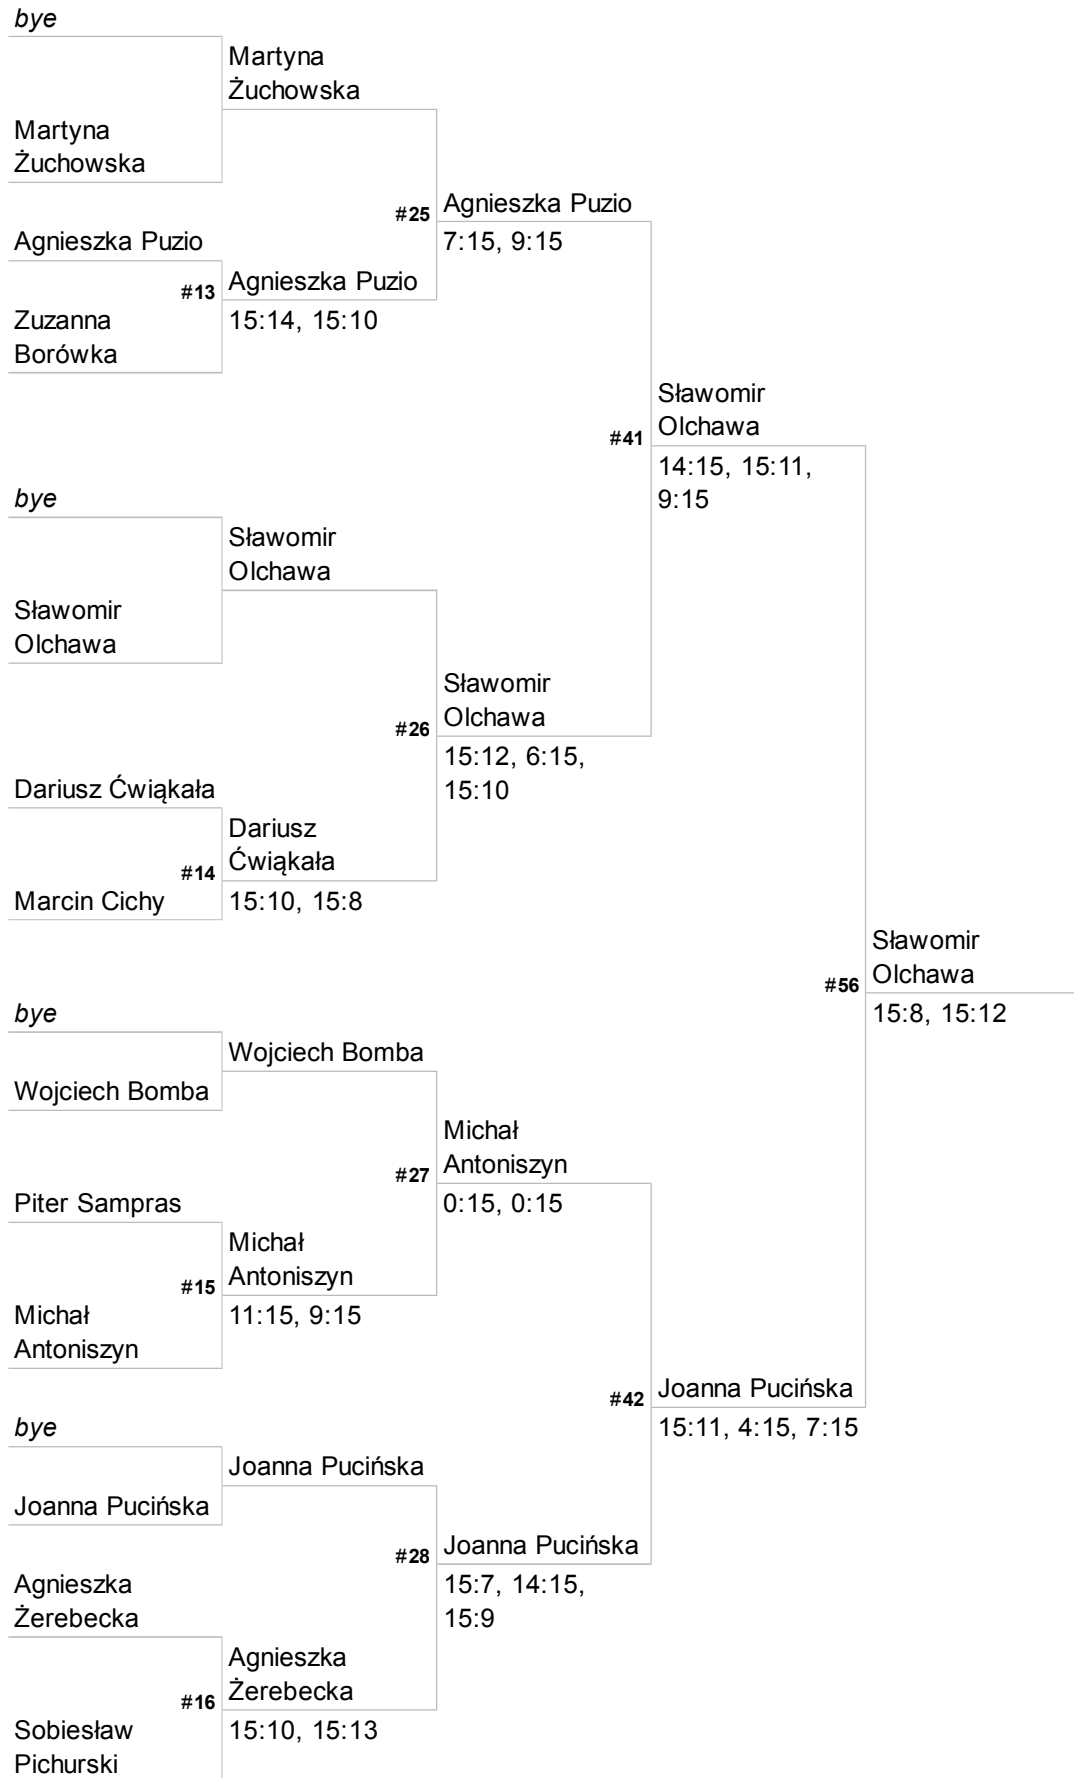 bye
Martyna
Żuchowska
Martyna
Żuchowska
#25
Agnieszka Puzio
7:15, 9:15
Agnieszka Puzio
#13
Agnieszka Puzio
15:14, 15:10
Zuzanna
Borówka
#41
Sławomir
Olchawa
14:15, 15:11,
9:15
bye
Sławomir
Olchawa
Sławomir
Olchawa
#26
Sławomir
Olchawa
15:12, 6:15,
15:10
Dariusz Ćwiąkała
#14
Dariusz
Ćwiąkała
15:10, 15:8
Marcin Cichy
#56
Sławomir
Olchawa
15:8, 15:12
bye
Wojciech Bomba
Wojciech Bomba
#27
Michał
Antoniszyn
0:15, 0:15
Piter Sampras
#15
Michał
Antoniszyn
11:15, 9:15
Michał
Antoniszyn
#42
Joanna Pucińska
15:11, 4:15, 7:15
bye
Joanna Pucińska
Joanna Pucińska
#28
Joanna Pucińska
15:7, 14:15,
15:9
Agnieszka
Żerebecka
#16
Agnieszka
Żerebecka
15:10, 15:13
Sobiesław
Pichurski